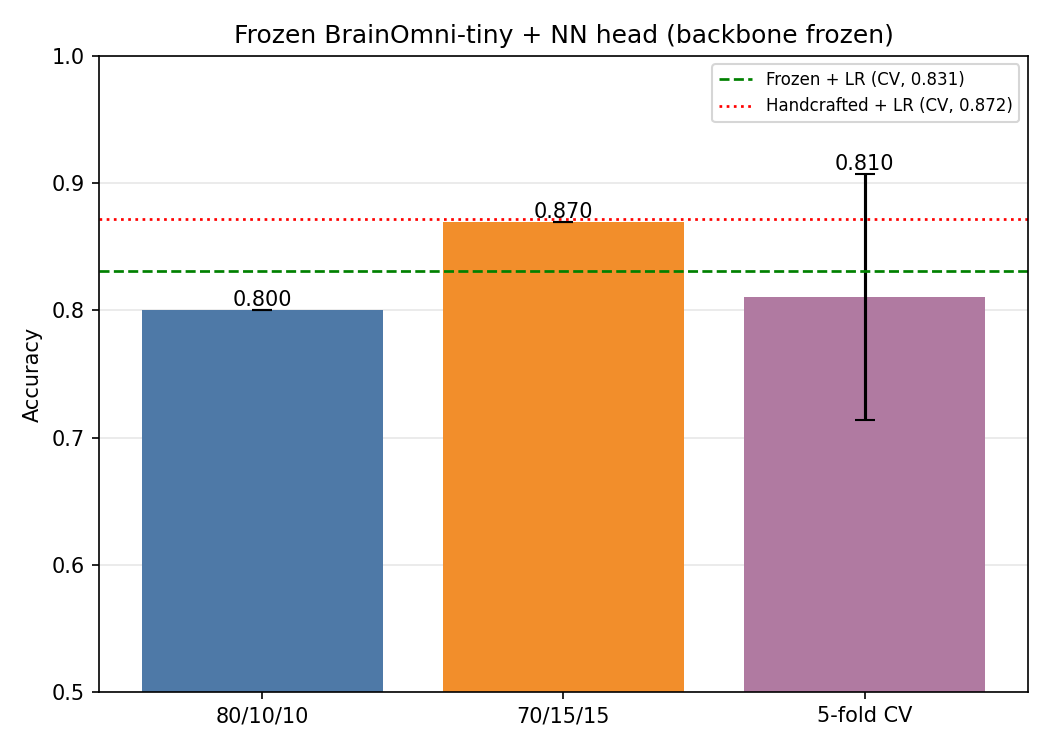 Frozen BrainOmni-tiny + NN head (backbone frozen)
Frozen + LR (CV, 0.831)
Handcrafted + LR (CV, 0.872)
Accuracy
1.0
0.9
0.8
0.7
0.6
0.5
0.800
0.870
0.810
80/10/10
70/15/15
5-fold CV